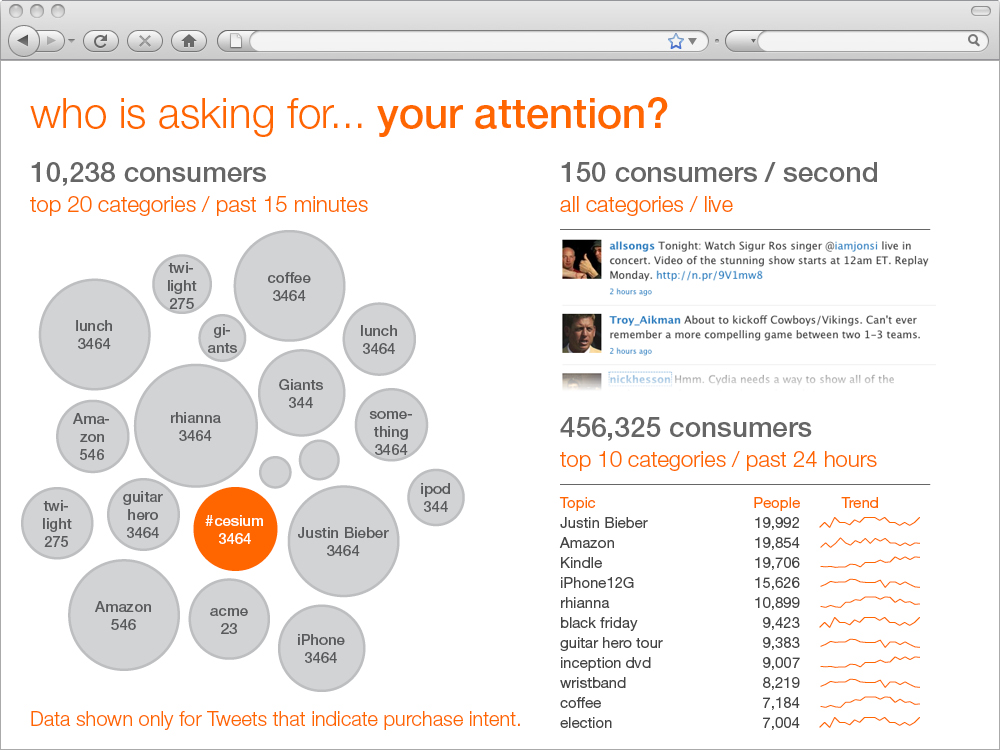 who is asking for... your attention?
10,238 consumers
top 20 categories / past 15 minutes
twi-
light
275
coffee
3464
lunch
3464
gi-
ants
lunch
3464
Giants
344
rhianna
3464
some-
thing
3464
Ama-
zon
546
ipod
344
twi-
light
275
guitar
hero
3464
#cesium
3464
Justin Bieber
3464
Amazon
546
acme
23
iPhone
3464
Data shown only for Tweets that indicate purchase intent.
150 consumers / second
all categories / live
allsongs Tonight: Watch Sigur Ros singer @iamjonsi live in
concert. Video of the stunning show starts at 12am ET. Replay
Monday. http://n.pr/9V1mw8
2 hours ago
Troy_Aikman About to kickoff Cowboys/Vikings. Can't ever
remember a more compelling game between two 1-3 teams.
2 hours ago
nickhesson Hmm. Cydia needs a way to show all of the
456,325 consumers
top 10 categories / past 24 hours
Topic People Trend
Justin Bieber 19,992
Amazon 19,854
Kindle 19,706
iPhone12G 15,626
rhianna 10,899
black friday 9,423
guitar hero tour 9,383
inception dvd 9,007
wristband 8,219
coffee 7,184
election 7,004